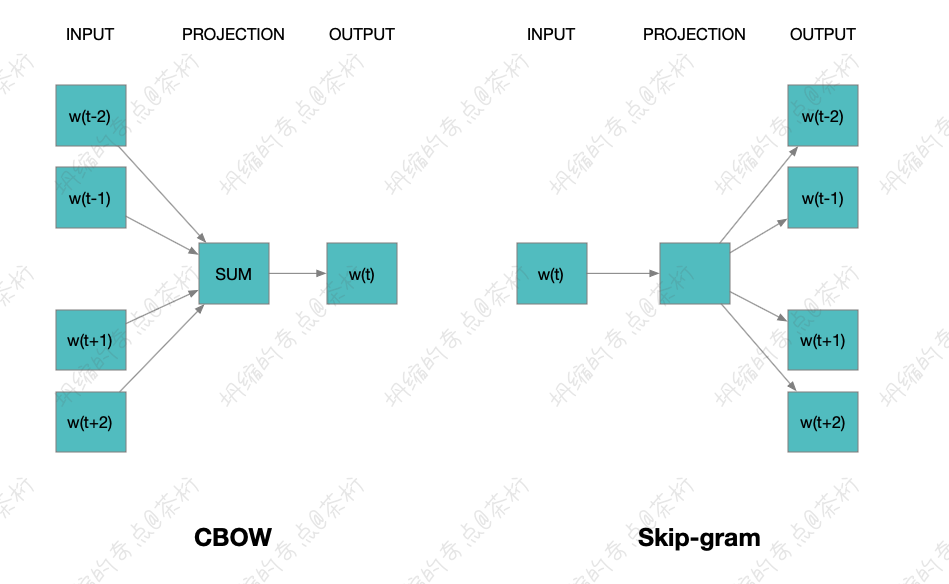 INPUT PROJECTION OUTPUT
w(t-2)
w(t-1)
SUM
w(t)
w(t+1)
w(t+2)
CBOW
INPUT PROJECTION OUTPUT
w(t)
w(t-2)
w(t-1)
w(t+1)
w(t+2)
Skip-gram
坍缩的奇点@茶桁